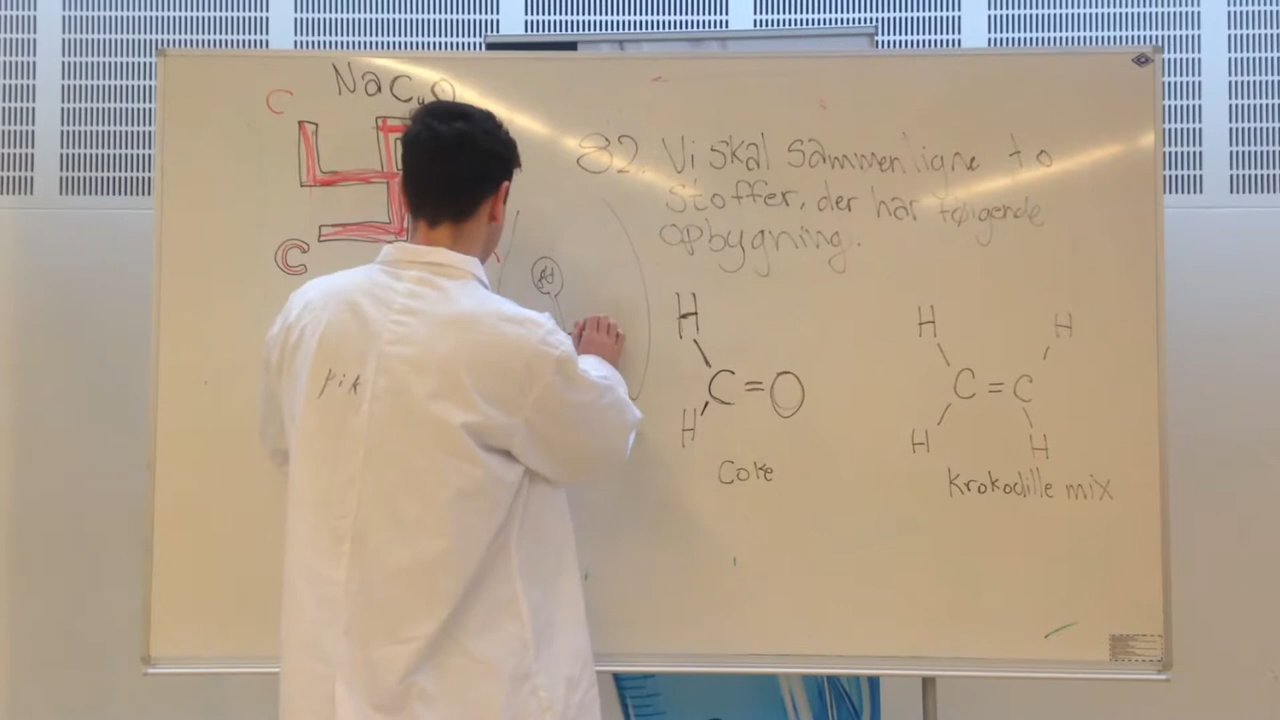 C
C
pik
82. Vi skal sammenligne to
stoffer, der har følgende
opbygning.
H
C=O
H
Coke
H H
C=C
H H
Krokodille mix